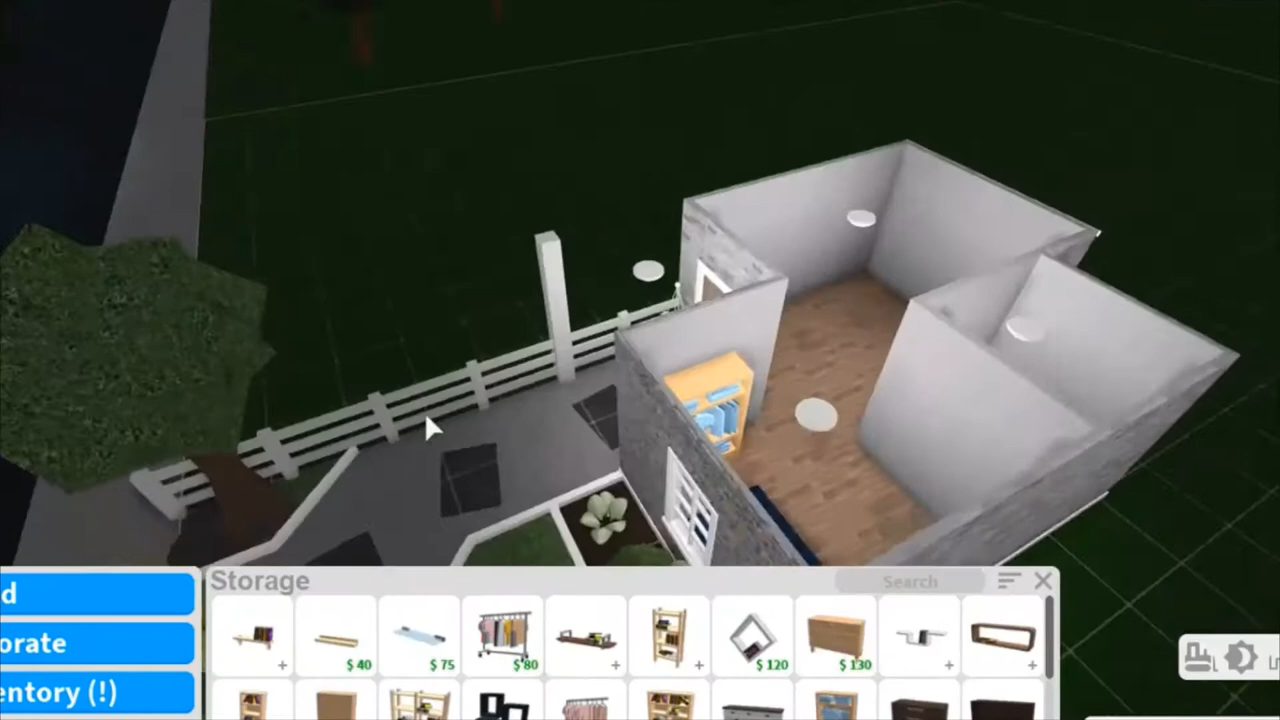 Storage
Search
d
orate
entory (!)
+
$ 40
$ 75
$ 80
+
+
$ 120
$ 130
+
+